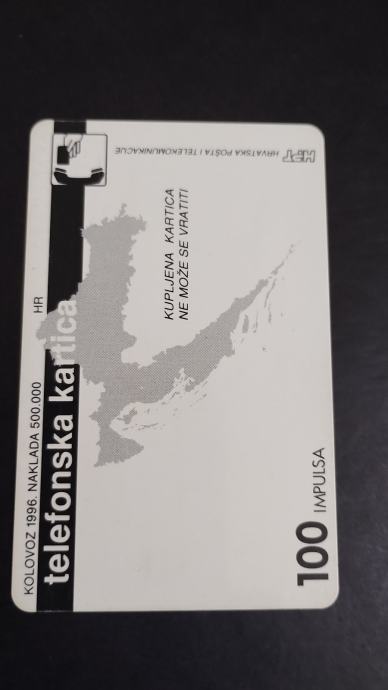 KOLOVOZ 1996. NAKLADA 500.000 HR
telefonska kartica
KUPLJENA KARTICA
NE MOŽE SE VRATITI
100 IMPULSA
HPT HRVATSKA POŠTA I TELEKOMUNIKACIJE